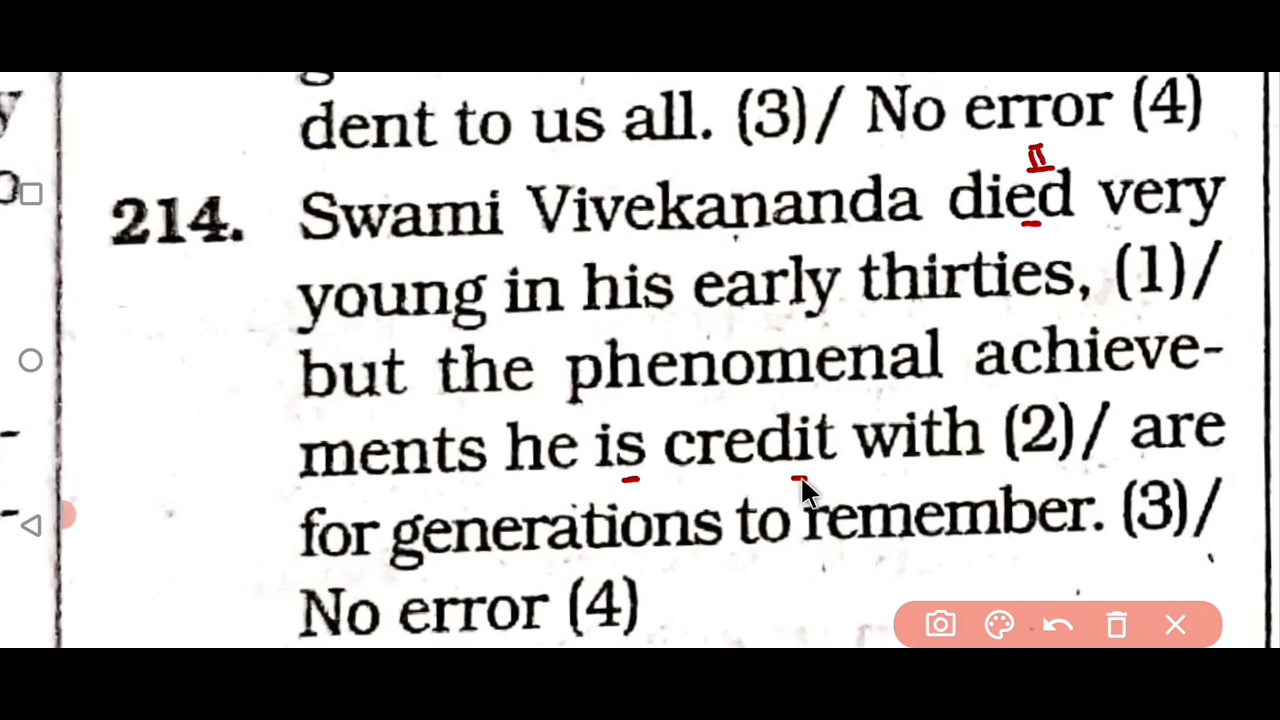 dent to us all. (3)/ No error (4)
214. Swami Vivekananda died very
young in his early thirties, (1)/
but the phenomenal achieve-
ments he is credit with (2)/ are
for generations to remember. (3)/
No error (4)